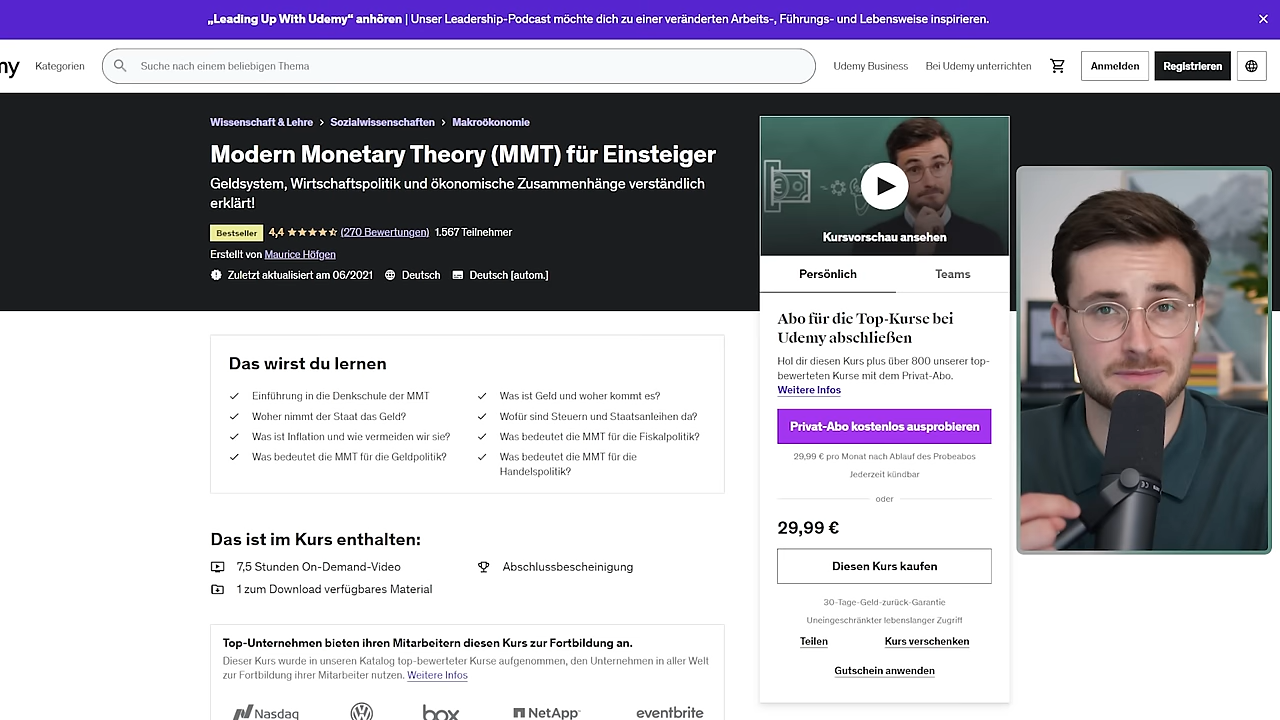 „Leading Up With Udemy“ anhören | Unser Leadership-Podcast möchte dich zu einer veränderten Arbeits-, Führungs- und Lebensweise inspirieren.
my
Kategorien
Suche nach einem beliebigen Thema
Udemy Business
Bei Udemy unterrichten
Anmelden
Registrieren
Wissenschaft & Lehre
Sozialwissenschaften
Makroökonomie
Modern Monetary Theory (MMT) für Einsteiger
Geldsystem, Wirtschaftspolitik und ökonomische Zusammenhänge verständlich
erklärt!
Bestseller 4,4 (270 Bewertungen) 1.567 Teilnehmer
Erstellt von Maurice Höfgen
Zuletzt aktualisiert am 06/2021 Deutsch Deutsch [autom.]
Kursvorschau ansehen
Persönlich
Teams
Abo für die Top-Kurse bei
Udemy abschließen
Hol dir diesen Kurs plus über 800 unserer top-
bewerteten Kurse mit dem Privat-Abo.
Weitere Infos
Privat-Abo kostenlos ausprobieren
29,99 € pro Monat nach Ablauf des Probeabos
Jederzeit kündbar
oder
29,99 €
Diesen Kurs kaufen
30-Tage-Geld-zurück-Garantie
Uneingeschränkter lebenslanger Zugriff
Teilen
Kurs verschenken
Gutschein anwenden
Das wirst du lernen
Einführung in die Denkschule der MMT
Was ist Geld und woher kommt es?
Woher nimmt der Staat das Geld?
Wofür sind Steuern und Staatsanleihen da?
Was ist Inflation und wie vermeiden wir sie?
Was bedeutet die MMT für die Fiskalpolitik?
Was bedeutet die MMT für die Geldpolitik?
Was bedeutet die MMT für die
Handelspolitik?
Das ist im Kurs enthalten:
7,5 Stunden On-Demand-Video
Abschlussbescheinigung
1 zum Download verfügbares Material
Top-Unternehmen bieten ihren Mitarbeitern diesen Kurs zur Fortbildung an.
Dieser Kurs wurde in unseren Katalog top-bewerteter Kurse aufgenommen, den Unternehmen in aller Welt
zur Fortbildung ihrer Mitarbeiter nutzen. Weitere Infos
Nasdaq
box
NetApp
eventbrite